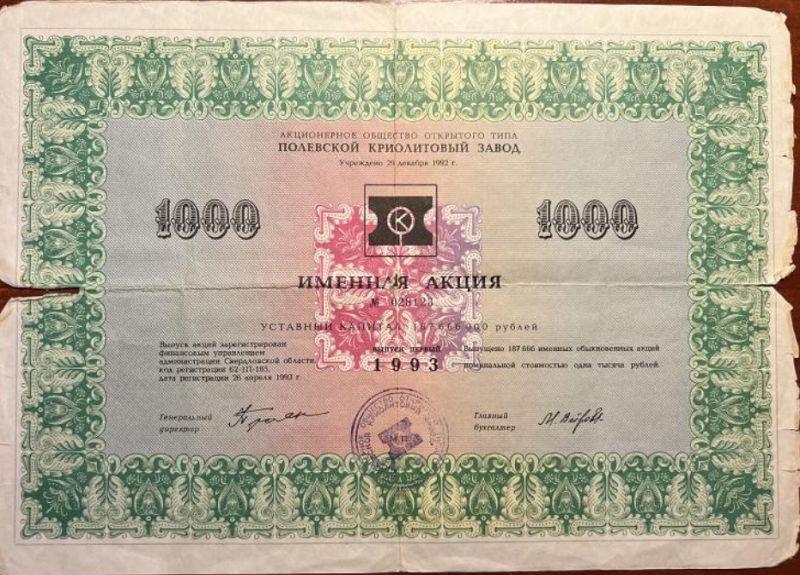 АКЦИОНЕРНОЕ ОБЩЕСТВО ОТКРЫТОГО ТИПА
ПОЛЕВСКОЙ КРИОЛИТОВЫЙ ЗАВОД
Учреждено 29 декабря 1992 г.
1000
1000
К
ИМЕННАЯ АКЦИЯ
№ 028123
УСТАВНЫЙ КАПИТАЛ 187 666 000 рублей
Выпуск акций зарегистрирован
финансовым управлением
администрации Свердловской области,
код регистрации 62-1П-185,
дата регистрации 26 апреля 1993 г.
выпуск первый
1993
Выпущено 187 666 именных обыкновенных акций
номинальной стоимостью одна тысяча рублей.
Генеральный
директор
Главный
бухгалтер
КРИОЛИТОВЫЙ
М.П.